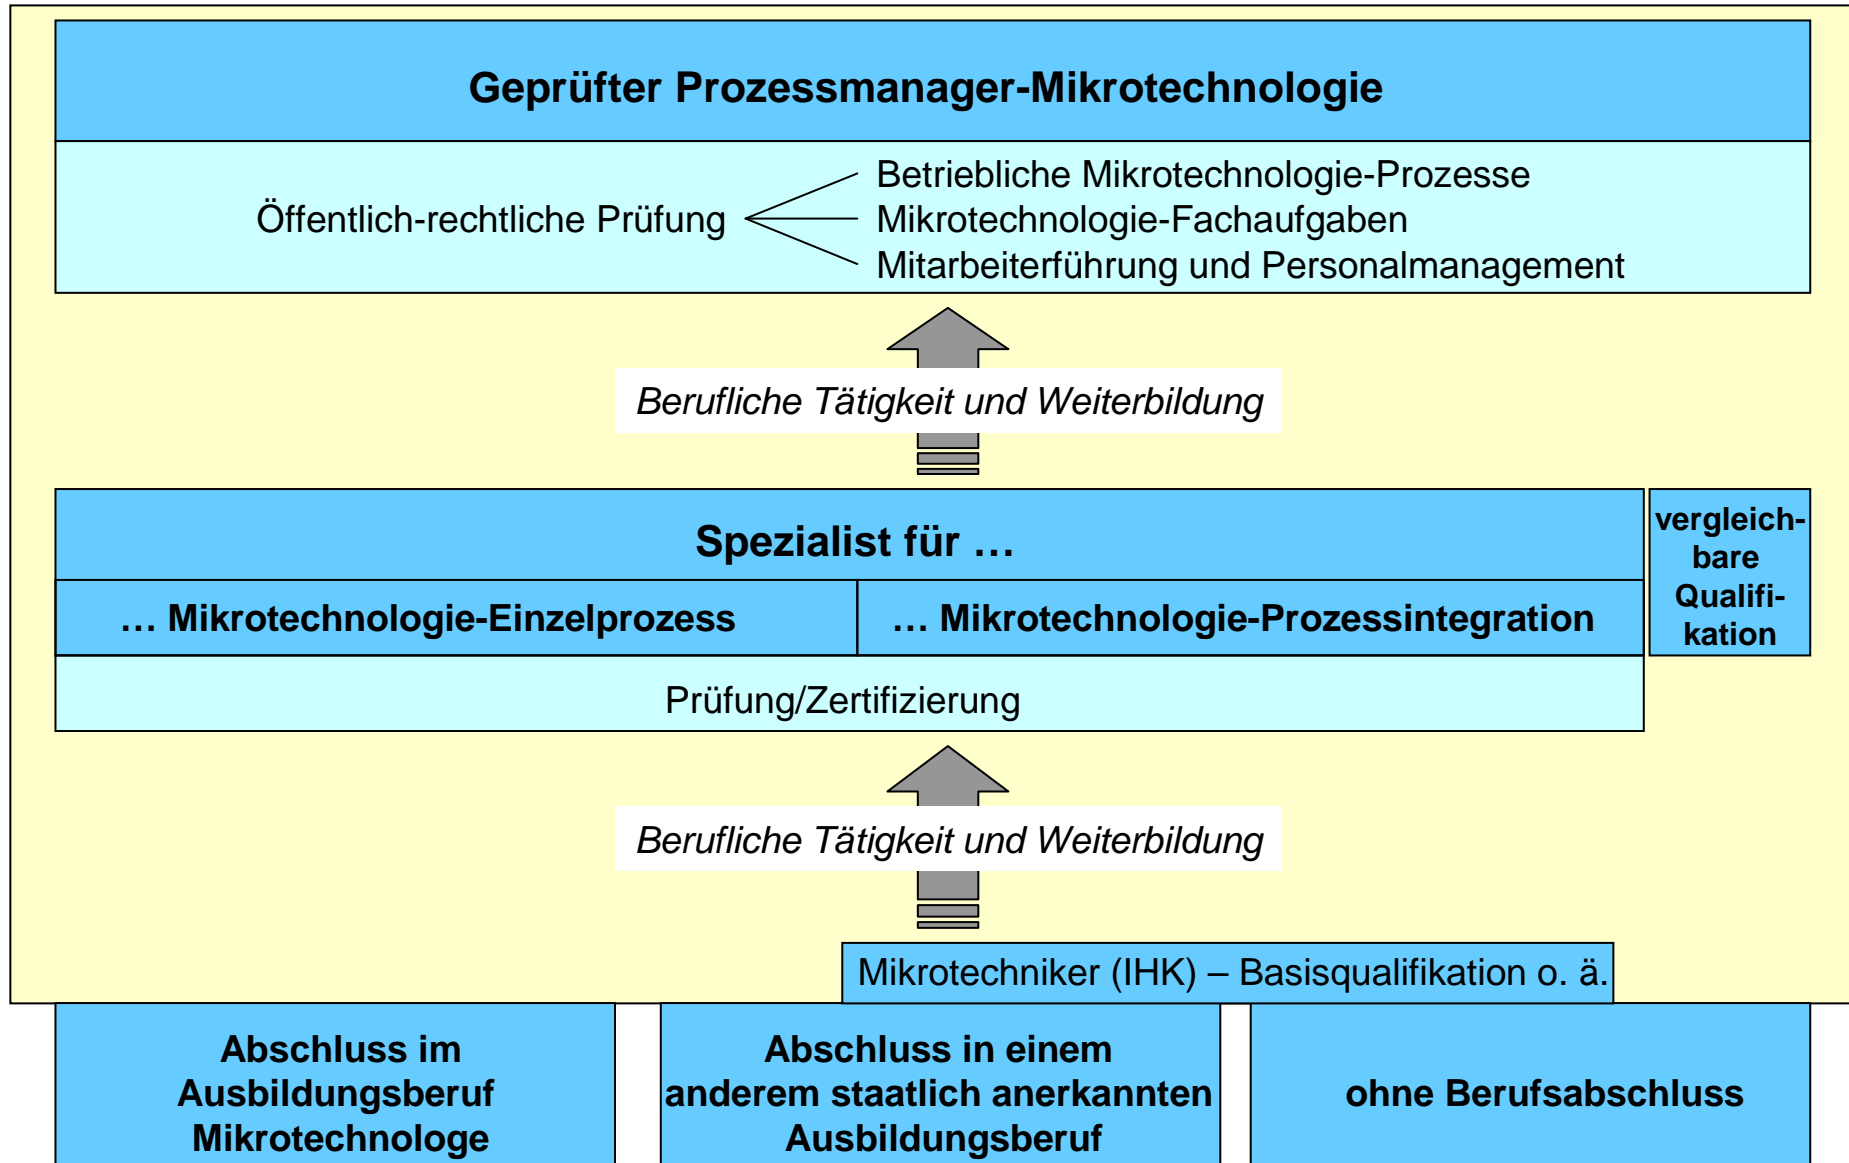 Geprüfter Prozessmanager-Mikrotechnologie
Öffentlich-rechtliche Prüfung
Betriebliche Mikrotechnologie-Prozesse
Mikrotechnologie-Fachaufgaben
Mitarbeiterführung und Personalmanagement
Berufliche Tätigkeit und Weiterbildung
Spezialist für …
… Mikrotechnologie-Einzelprozess
… Mikrotechnologie-Prozessintegration
vergleich-
bare
Qualifi-
kation
Prüfung/Zertifizierung
Berufliche Tätigkeit und Weiterbildung
Mikrotechniker (IHK) – Basisqualifikation o. ä.
Abschluss im
Ausbildungsberuf
Mikrotechnologe
Abschluss in einem
anderem staatlich anerkannten
Ausbildungsberuf
ohne Berufsabschluss